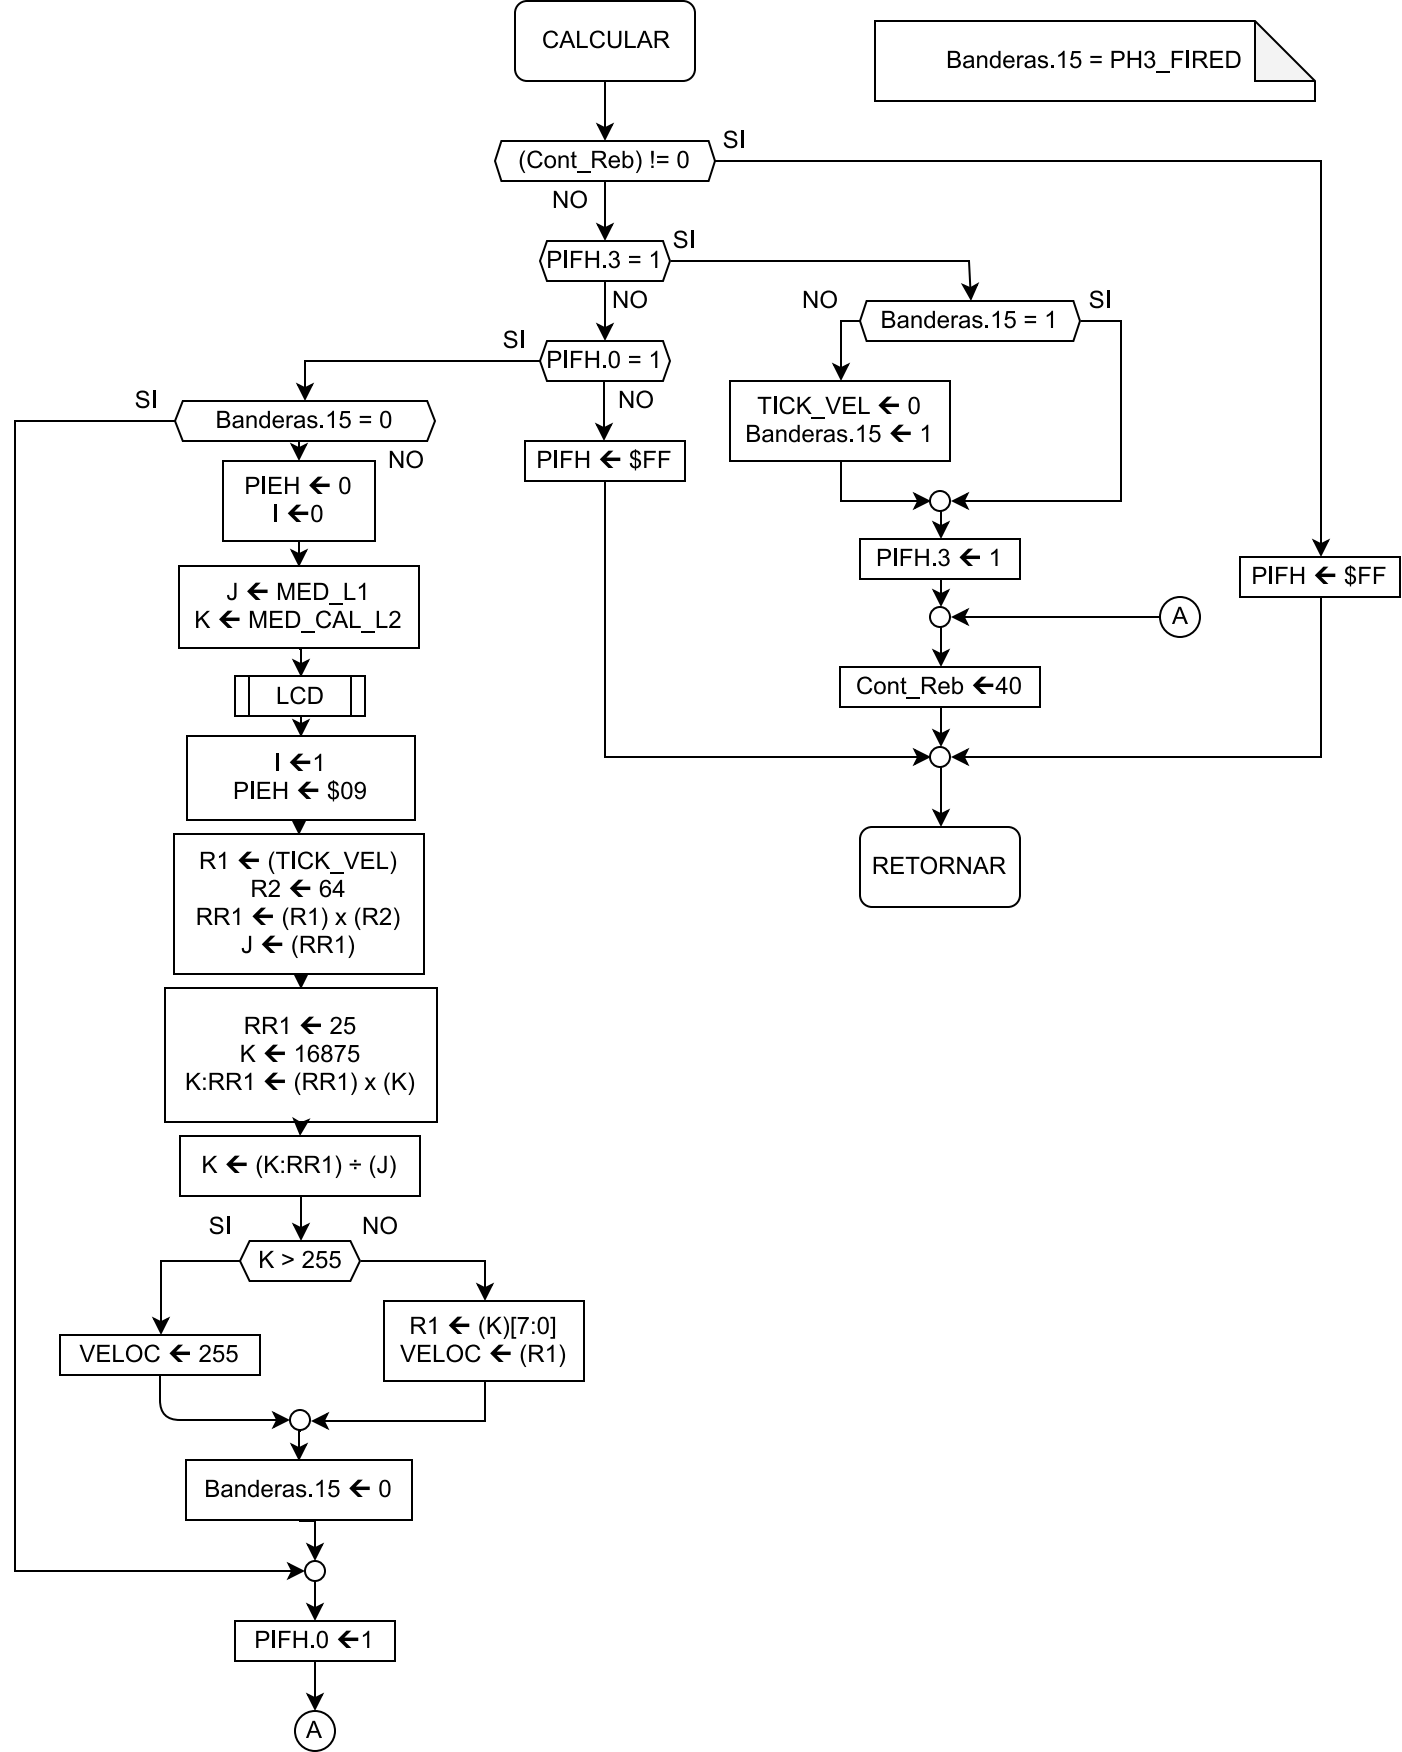 CALCULAR
Banderas.15 = PH3_FIRED
(Cont_Reb) != 0
SI
NO
PIFH.3 = 1
SI
NO
Banderas.15 = 1
NO
SI
PIFH.0 = 1
SI
NO
TICK_VEL ← 0
Banderas.15 ← 1
Banderas.15 = 0
SI
NO
PIFH ← $FF
PIEH ← 0
I ←0
PIFH.3 ← 1
PIFH ← $FF
J ← MED_L1
K ← MED_CAL_L2
A
LCD
Cont_Reb ←40
I ←1
PIEH ← $09
RETORNAR
R1 ← (TICK_VEL)
R2 ← 64
RR1 ← (R1) x (R2)
J ← (RR1)
RR1 ← 25
K ← 16875
K:RR1 ← (RR1) x (K)
K ← (K:RR1) ÷ (J)
SI
NO
K > 255
VELOC ← 255
R1 ← (K)[7:0]
VELOC ← (R1)
Banderas.15 ← 0
PIFH.0 ←1
A